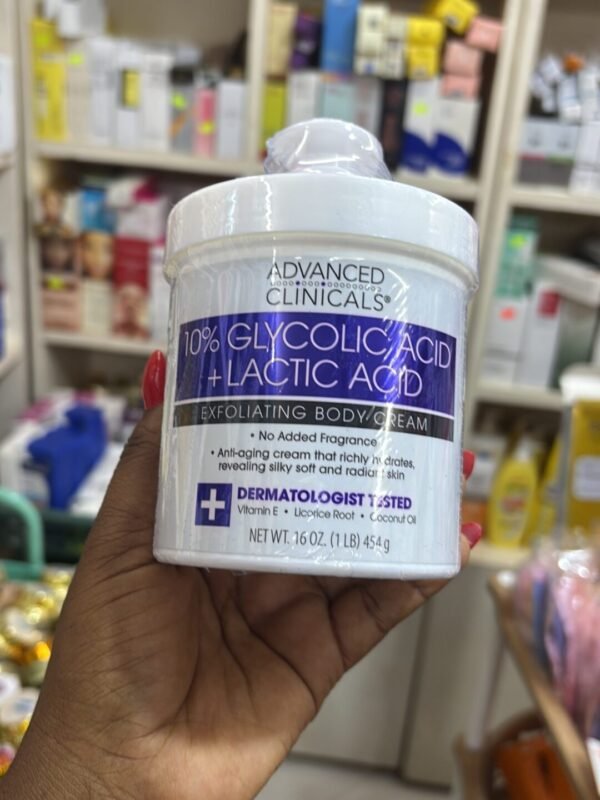 ADVANCED
CLINICALS®
10% GLYCOLIC ACID
+ LACTIC ACID
EXFOLIATING BODY CREAM
• No Added Fragrance
• Anti-aging cream that richly hydrates,
revealing silky soft and radiant skin
DERMATOLOGIST TESTED
Vitamin E • Licorice Root • Coconut Oil
NET WT. 16 OZ. (1 LB) 454 g